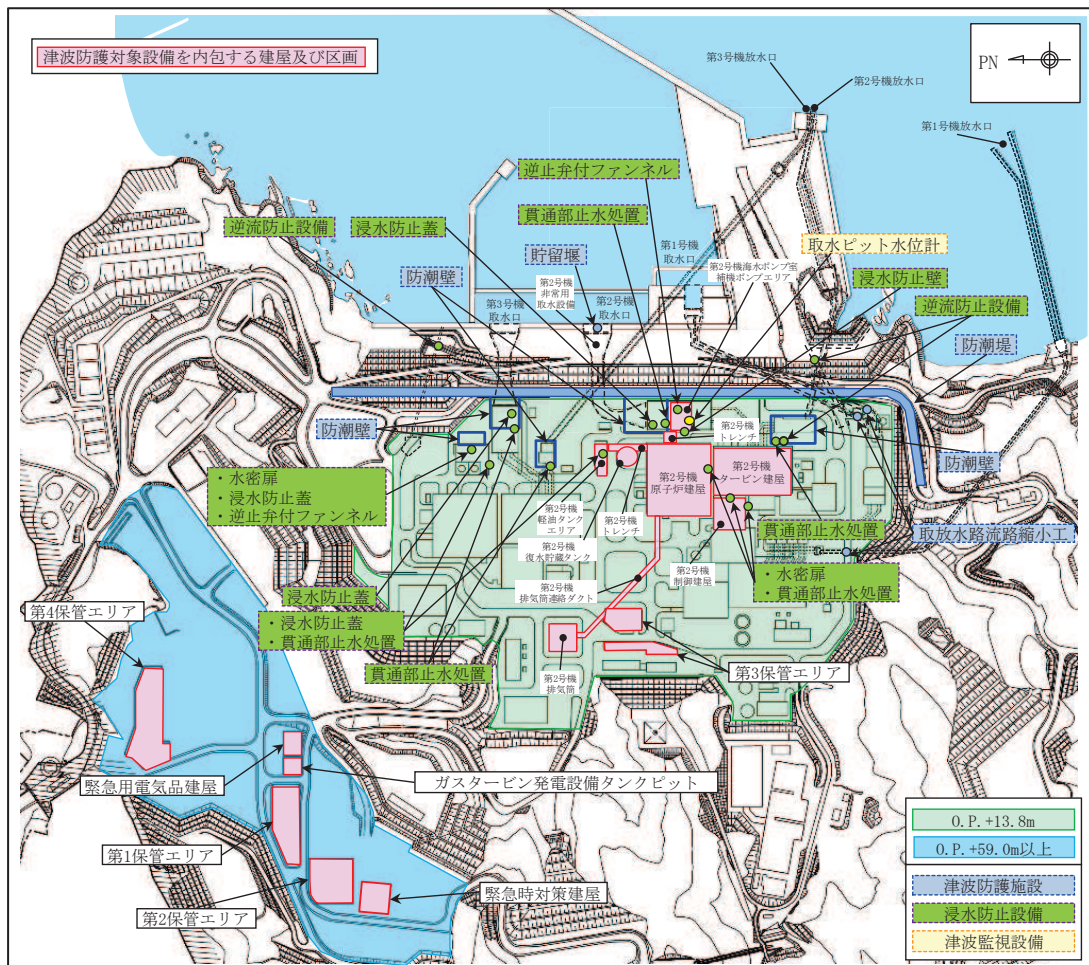 津波防護対象設備を内包する建屋及び区画
PN
第3号機放水口
第2号機放水口
第1号機放水口
逆止弁付ファンネル
貫通部止水処置
逆流防止設備
浸水防止蓋
防潮壁
貯留堰
第1号機
取水口
取水ピット水位計
第2号機海水ポンプ室
補機ポンプエリア
浸水防止壁
逆流防止設備
防潮堤
第3号機
取水口
第2号機
非常用
取水設備
第2号機
取水口
防潮壁
防潮壁
・水密扉
・浸水防止蓋
・逆止弁付ファンネル
第2号機
トレンチ
第2号機
原子炉建屋
第2号機
タービン建屋
第2号機
軽油タンク
エリア
第2号機
トレンチ
第2号機
復水貯蔵タンク
第2号機
排気筒連絡ダクト
第2号機
制御建屋
貫通部止水処置
取放水路流路縮小工
・水密扉
・貫通部止水処置
浸水防止蓋
・浸水防止蓋
・貫通部止水処置
貫通部止水処置
第4保管エリア
第2号機
排気筒
第3保管エリア
緊急用電気品建屋
ガスタービン発電設備タンクピット
第1保管エリア
第2保管エリア
緊急時対策建屋
O.P.+13.8m
O.P.+59.0m以上
津波防護施設
浸水防止設備
津波監視設備